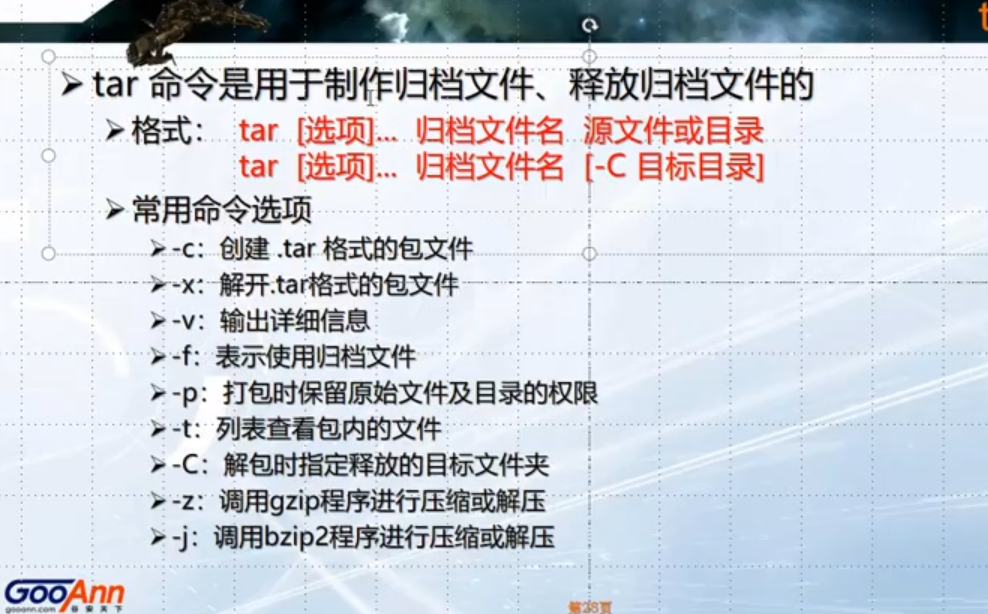 t
tar 命令是用于制作归档文件、释放归档文件的
格式： tar [选项]... 归档文件名 源文件或目录
tar [选项]... 归档文件名 [-C 目标目录]
常用命令选项
-c：创建 .tar 格式的包文件
-x：解开.tar格式的包文件
-v：输出详细信息
-f：表示使用归档文件
-p：打包时保留原始文件及目录的权限
-t：列表查看包内的文件
-C：解包时指定释放的目标文件夹
-z：调用gzip程序进行压缩或解压
-j：调用bzip2程序进行压缩或解压
GooAnn
gooann.com 谷安天下
第28页